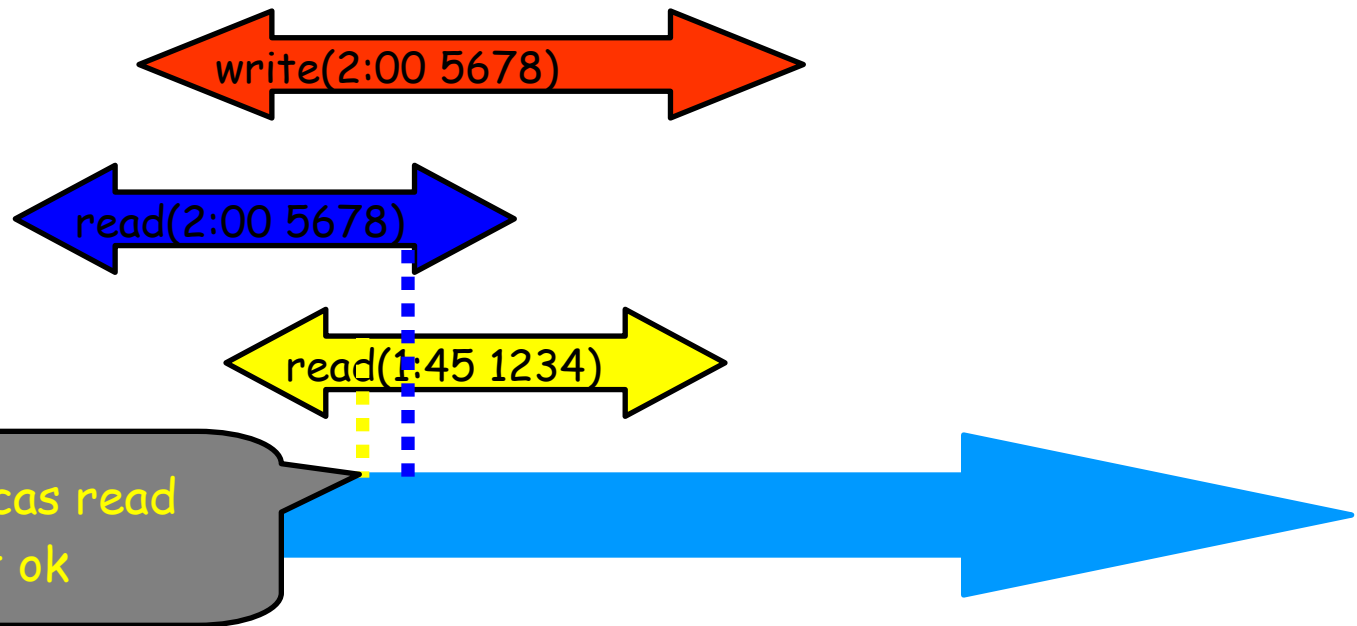 write(2:00 5678)
read(2:00 5678)
read(1:45 1234)
cas read
ok